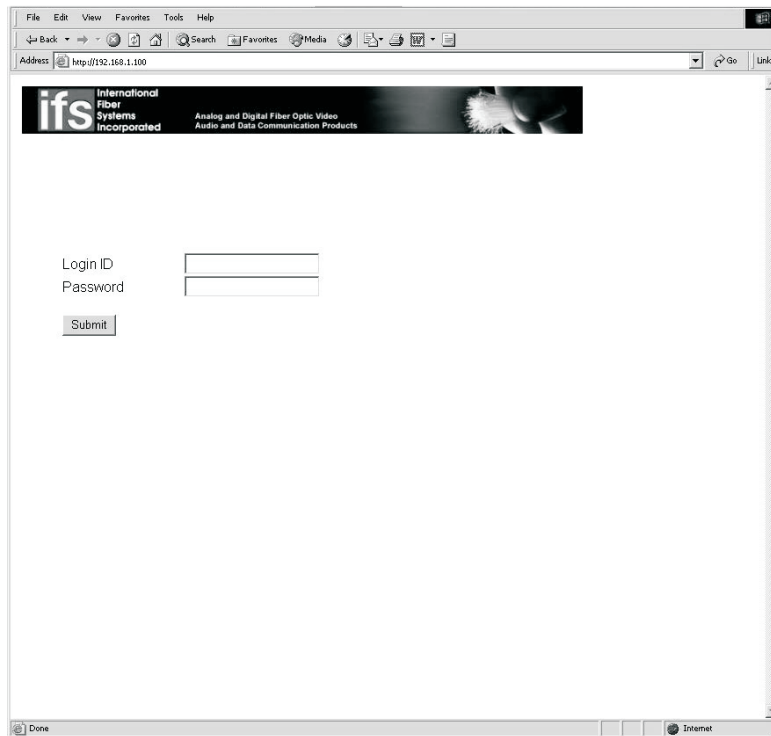 File Edit View Favorites Tools Help
Back Search Favorites Media
Address http://192.168.1.100 Go Link
ifs International
Fiber
Systems
Incorporated
Analog and Digital Fiber Optic Video
Audio and Data Communication Products
Login ID
Password
Submit
Done Internet